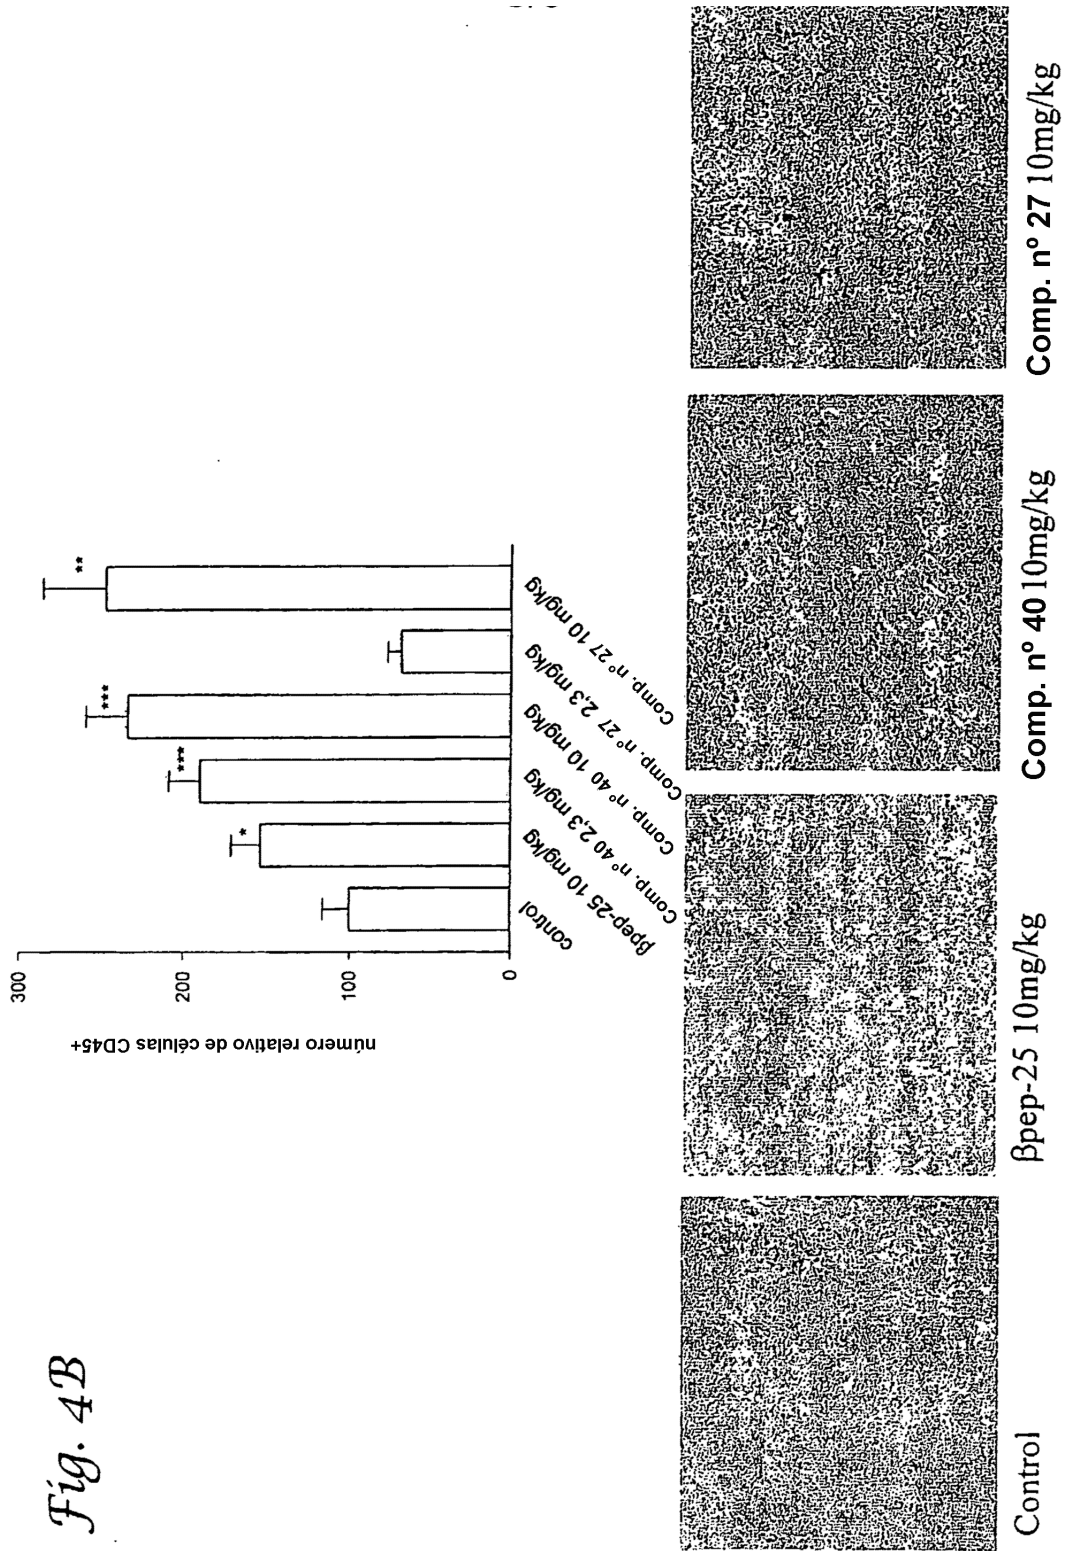 Fig. 4B
número relativo de células CD45+
300
200
100
0
*
***
***
**
control
βpep-25 10 mg/kg
Comp. nº 40 2,3 mg/kg
Comp. nº 40 10 mg/kg
Comp. nº 27 2,3 mg/kg
Comp. nº 27 10 mg/kg
Control
βpep-25 10mg/kg
Comp. nº 40 10mg/kg
Comp. nº 27 10mg/kg